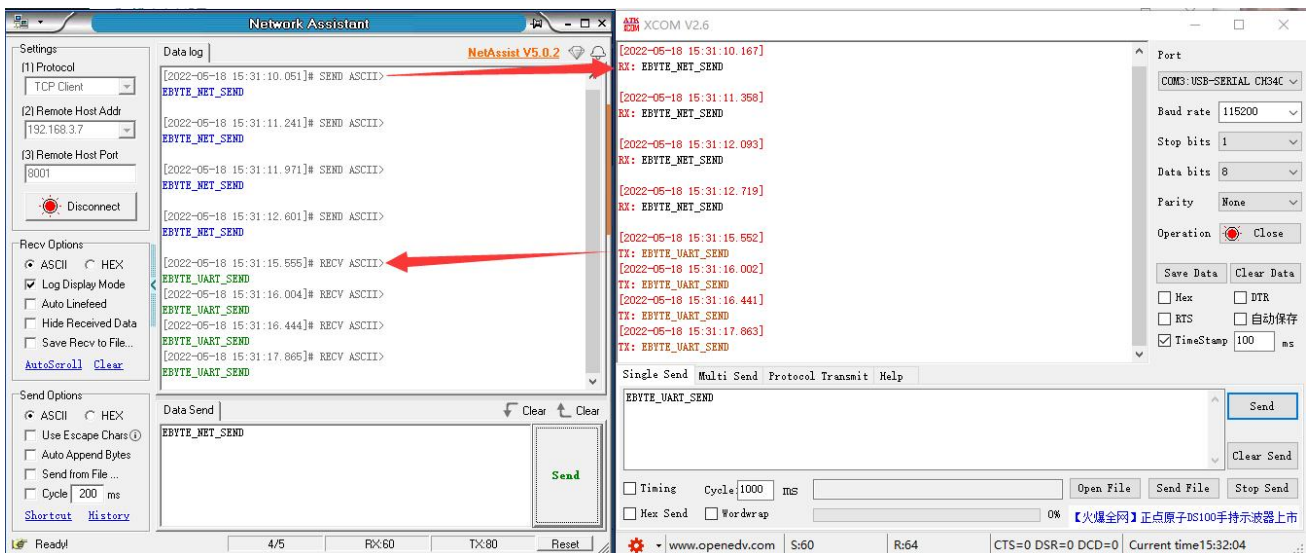 Network Assistant
Settings
(1) Protocol
TCP Client
(2) Remote Host Addr
192.168.3.7
(3) Remote Host Port
8001
Disconnect
Recv Options
ASCII HEX
Log Display Mode
Auto Linefeed
Hide Received Data
Save Recv to File...
AutoScroll Clear
Send Options
ASCII HEX
Use Escape Chars
Auto Append Bytes
Send from File ...
Cycle 200 ms
Shortcut History
Data log
NetAssist V5.0.2
[2022-05-18 15:31:10.051]# SEND ASCII>
EBYTE_NET_SEND
[2022-05-18 15:31:11.241]# SEND ASCII>
EBYTE_NET_SEND
[2022-05-18 15:31:11.971]# SEND ASCII>
EBYTE_NET_SEND
[2022-05-18 15:31:12.601]# SEND ASCII>
EBYTE_NET_SEND
[2022-05-18 15:31:15.555]# RECV ASCII>
EBYTE_UART_SEND
[2022-05-18 15:31:16.004]# RECV ASCII>
EBYTE_UART_SEND
[2022-05-18 15:31:16.444]# RECV ASCII>
EBYTE_UART_SEND
[2022-05-18 15:31:17.865]# RECV ASCII>
EBYTE_UART_SEND
Data Send
Clear Clear
EBYTE_NET_SEND
Send
Ready! 4/5 RX:60 TX:80 Reset
ATK XCOM XCOM V2.6
[2022-05-18 15:31:10.167]
RX: EBYTE_NET_SEND
[2022-05-18 15:31:11.358]
RX: EBYTE_NET_SEND
[2022-05-18 15:31:12.093]
RX: EBYTE_NET_SEND
[2022-05-18 15:31:12.719]
RX: EBYTE_NET_SEND
[2022-05-18 15:31:15.552]
TX: EBYTE_UART_SEND
[2022-05-18 15:31:16.002]
TX: EBYTE_UART_SEND
[2022-05-18 15:31:16.441]
TX: EBYTE_UART_SEND
[2022-05-18 15:31:17.863]
TX: EBYTE_UART_SEND
Port
COM3:USB-SERIAL CH340
Baud rate 115200
Stop bits 1
Data bits 8
Parity None
Operation Close
Save Data Clear Data
Hex DTR
RTS 自动保存
TimeStamp 100 ms
Single Send Multi Send Protocol Transmit Help
EBYTE_UART_SEND
Send
Clear Send
Timing Cycle: 1000 ms
Open File Send File Stop Send
Hex Send Wordwrap
0% 【火爆全网】正点原子DS100手持示波器上市
www.openedv.com S:60 R:64 CTS=0 DSR=0 DCD=0 Current time15:32:04